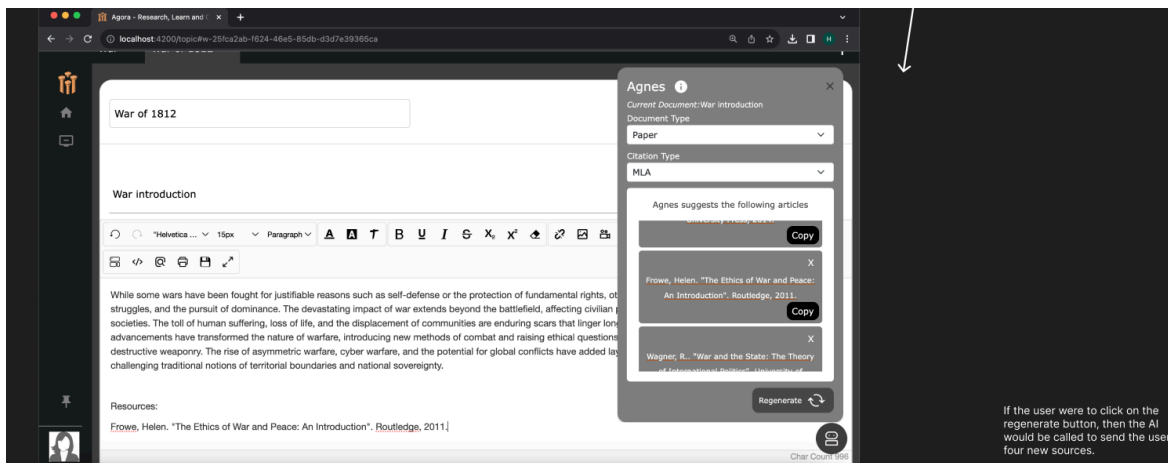 Agora - Research, Learn and C
localhost:4200/topic#w-25fca2ab-f624-46e5-85db-d3d7e39365ca
H
War of 1812
War introduction
"Helvetica ... 15px Paragraph A A T B U I S X₂ X²
While some wars have been fought for justifiable reasons such as self-defense or the protection of fundamental rights, ot
struggles, and the pursuit of dominance. The devastating impact of war extends beyond the battlefield, affecting civilian p
societies. The toll of human suffering, loss of life, and the displacement of communities are enduring scars that linger lon
advancements have transformed the nature of warfare, introducing new methods of combat and raising ethical questions
destructive weaponry. The rise of asymmetric warfare, cyber warfare, and the potential for global conflicts have added lay
challenging traditional notions of territorial boundaries and national sovereignty.
Resources:
Frowe, Helen. "The Ethics of War and Peace: An Introduction". Routledge, 2011.
Char Count 996
Agnes
Current Document:War introduction
Document Type
Paper
Citation Type
MLA
Agnes suggests the following articles
Copy
X
Frowe, Helen. "The Ethics of War and Peace:
An Introduction". Routledge, 2011.
Copy
X
Wagner, R.. "War and the State: The Theory
of International Politics". University of
Regenerate
If the user were to click on the
regenerate button, then the AI
would be called to send the user
four new sources.